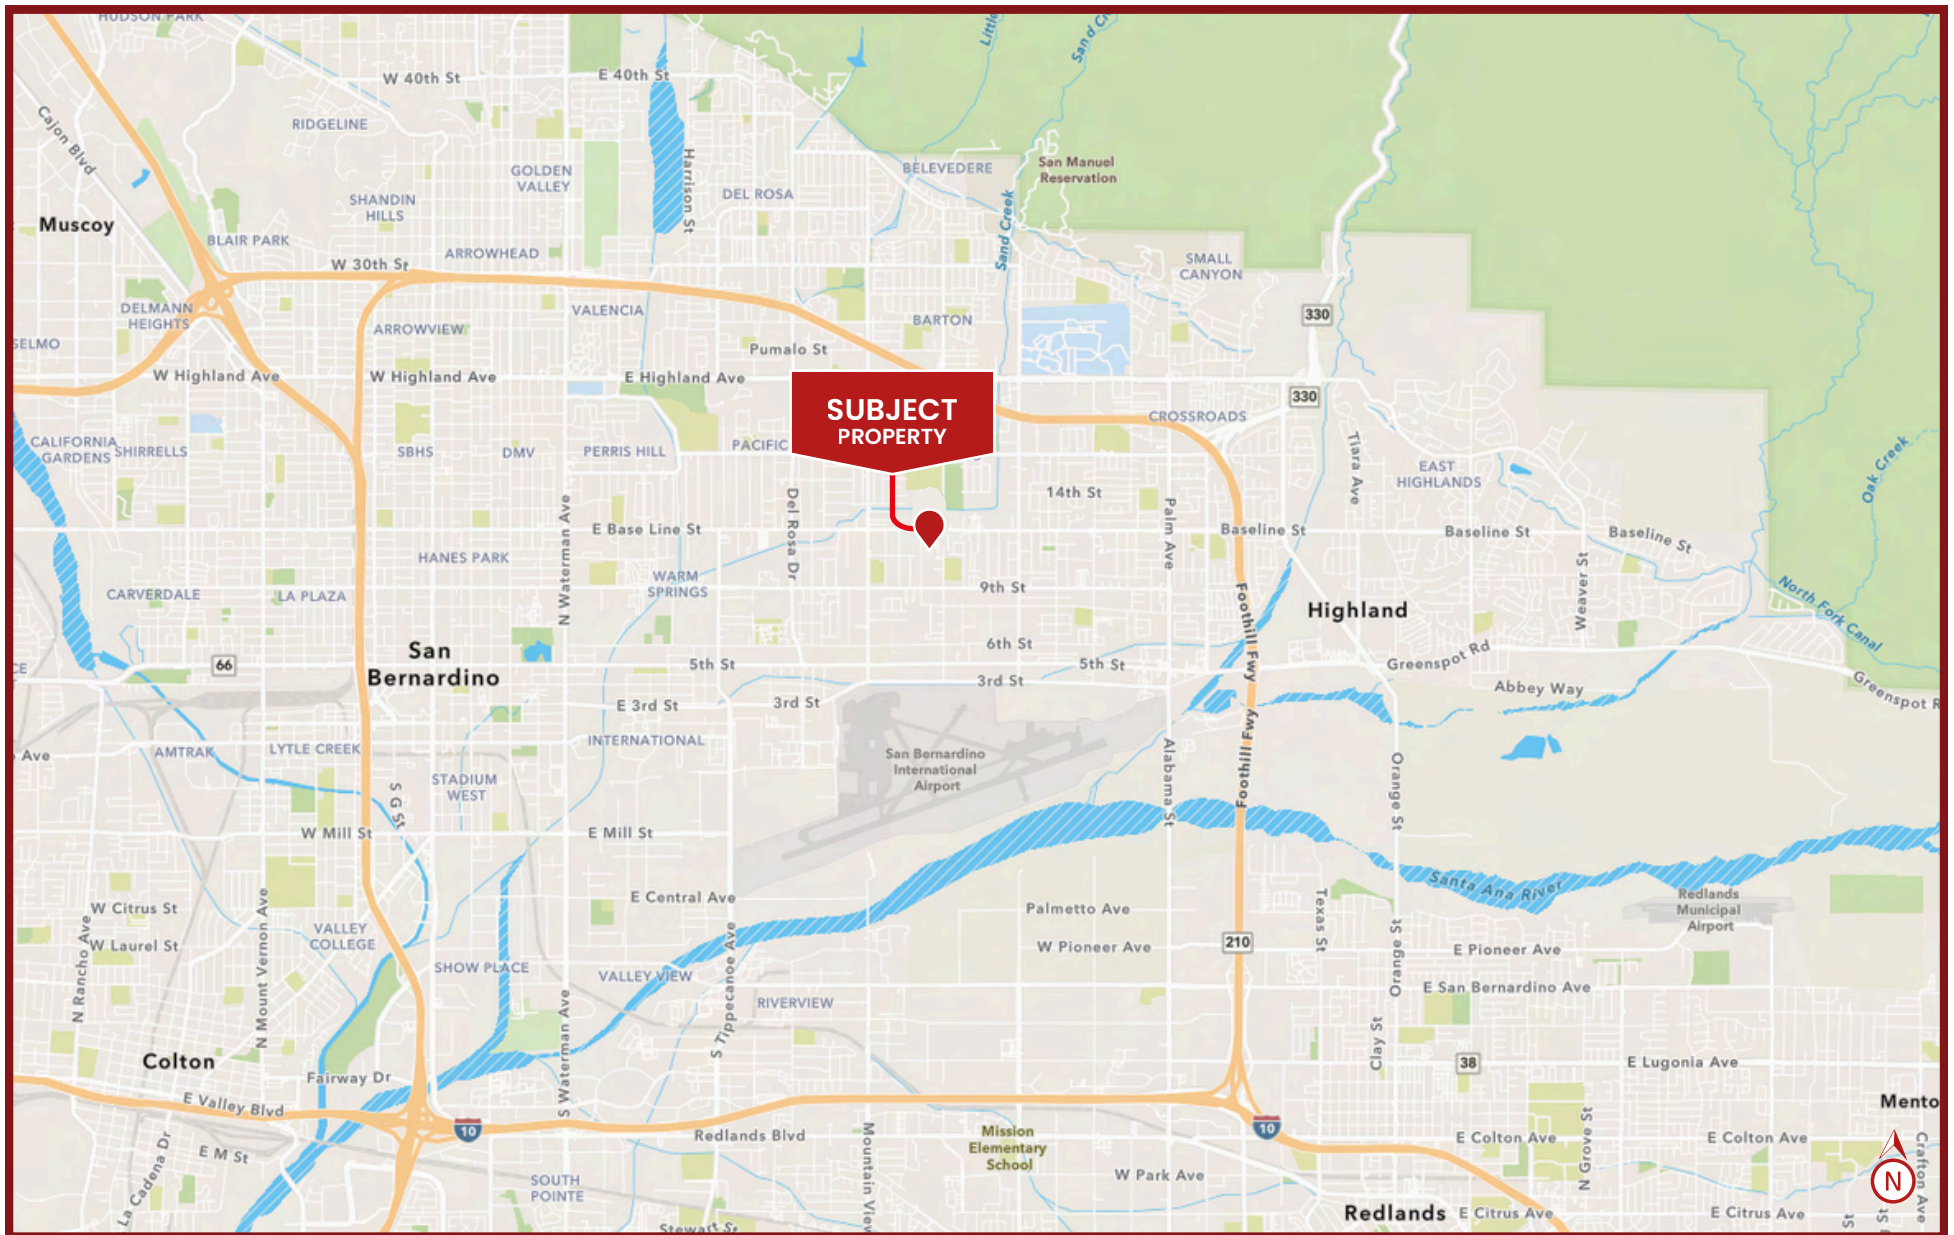 HUDSON PARK
W 40th St
E 40th St
Little
Sand Cr
Cajon Blvd
RIDGELINE
Harrison St
GOLDEN
VALLEY
BELEVEDERE
San Manuel
Reservation
SHANDIN
HILLS
DEL ROSA
Muscoy
BLAIR PARK
ARROWHEAD
Sand Creek
W 30th St
SMALL
CANYON
DELMANN
HEIGHTS
VALENCIA
BARTON
330
ARROWVIEW
SELMO
Pumalo St
W Highland Ave
W Highland Ave
E Highland Ave
330
SUBJECT
PROPERTY
CROSSROADS
CALIFORNIA
GARDENS
SHIRRELLS
SBHS
DMV
PERRIS HILL
PACIFIC
Tiara Ave
EAST
HIGHLANDS
Oak Creek
14th St
Del Rosa Dr
N Waterman Ave
Palm Ave
E Base Line St
Baseline St
Baseline St
Baseline St
HANES PARK
WARM
SPRINGS
9th St
CARVERDALE
LA PLAZA
Foothill Fwy
Highland
Weaver St
North Fork Canal
San
Bernardino
6th St
66
5th St
5th St
Greenspot Rd
CE
3rd St
Abbey Way
Greenspot R
E 3rd St
3rd St
INTERNATIONAL
Ave
AMTRAK
LYTLE CREEK
San Bernardino
International
Airport
Foothill Fwy
Alabama St
Orange St
STADIUM
WEST
S G St
W Mill St
E Mill St
Santa Ana River
E Central Ave
Redlands
Municipal
Airport
W Citrus St
Palmetto Ave
Texas St
N Rancho Ave
N Mount Vernon Ave
W Laurel St
VALLEY
COLLEGE
W Pioneer Ave
210
Orange St
E Pioneer Ave
SHOW PLACE
VALLEY VIEW
S Tippecanoe Ave
E San Bernardino Ave
RIVERVIEW
S Waterman Ave
Clay St
Colton
38
E Lugonia Ave
Fairway Dr
E Valley Blvd
Mento
10
10
Redlands Blvd
Mission
Elementary
School
E Colton Ave
E Colton Ave
N Grove St
Crafton Ave
La Cadena Dr
E M St
Mountain View
W Park Ave
SOUTH
POINTE
N
Redlands
E Citrus Ave
E Citrus Ave
St
St
Stewart St